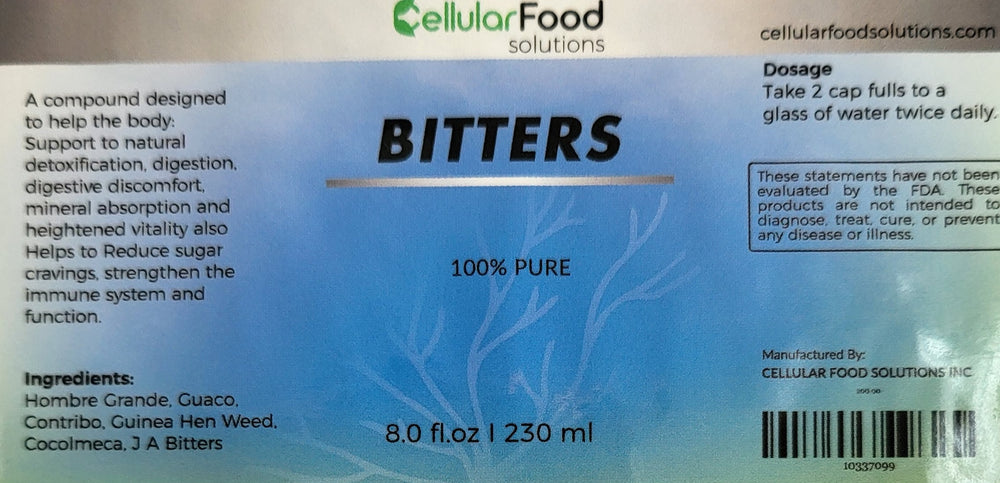 CellularFood
solutions
cellularfoodsolutions.com
A compound designed
to help the body:
Support to natural
detoxification, digestion,
digestive discomfort,
mineral absorption and
heightened vitality also
Helps to Reduce sugar
cravings, strengthen the
immune system and
function.
Ingredients:
Hombre Grande, Guaco,
Contribo, Guinea Hen Weed,
Cocolmeca, J A Bitters
BITTERS
100% PURE
8.0 fl.oz | 230 ml
Dosage
Take 2 cap fulls to a
glass of water twice daily.
These statements have not been
evaluated by the FDA. These
products are not intended to
diagnose, treat, cure, or prevent
any disease or illness.
Manufactured By:
CELLULAR FOOD SOLUTIONS INC
10337099